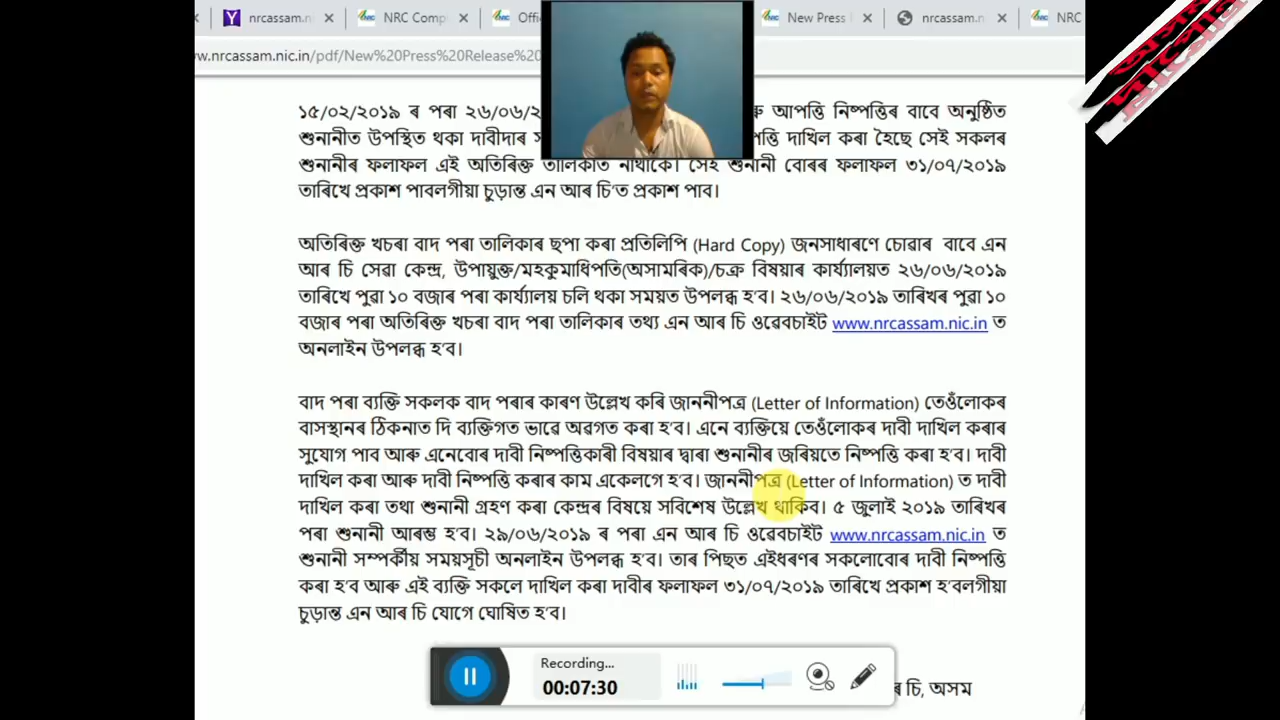 nrcassam.n
NRC Comp
Offi
New Press
nrcassam.n
NRC
w.nrcassam.nic.in/pdf/New%20Press%20Release%20
১৫/০২/২০১৯ ৰ পৰা ২৬/০৬/২ ৰু আপত্তি নিষ্পত্তিৰ বাবে অনুষ্ঠিত
শুনানীত উপস্থিত থকা দাবীদাৰ দাখিল কৰা হৈছে সেই সকলৰ
শুনানীৰ ফলাফল এই অতিৰিক্ত তালিকাত নাথাকে। সেই শুনানী বোৰৰ ফলাফল ৩১/০৭/২০১৯
তাৰিখে প্ৰকাশ পাবলগীয়া চুড়ান্ত এন আৰ চি'ত প্ৰকাশ পাব।
অতিৰিক্ত খচৰা বাদ পৰা তালিকাৰ ছপা কৰা প্ৰতিলিপি (Hard Copy) জনসাধাৰণে চোৱাৰ বাবে এন
আৰ চি সেৱা কেন্দ্ৰ, উপায়ুক্ত/মহকুমাধিপতি(অসামৰিক)/চক্ৰ বিষয়াৰ কাৰ্য্যালয়ত ২৬/০৬/২০১৯
তাৰিখে পুৱা ১০ বজাৰ পৰা কাৰ্য্যালয় চলি থকা সময়ত উপলব্ধ হ'ব। ২৬/০৬/২০১৯ তাৰিখৰ পুৱা ১০
বজাৰ পৰা অতিৰিক্ত খচৰা বাদ পৰা তালিকাৰ তথ্য এন আৰ চি ওৱেবচাইট www.nrcassam.nic.in ত
অনলাইন উপলব্ধ হ'ব।
বাদ পৰা ব্যক্তি সকলক বাদ পৰাৰ কাৰণ উল্লেখ কৰি জাননীপত্ৰ (Letter of Information) তেওঁলোকৰ
বাসস্থানৰ ঠিকনাত দি ব্যক্তিগত ভাৱে অৱগত কৰা হ'ব। এনে ব্যক্তিয়ে তেওঁলোকৰ দাবী দাখিল কৰাৰ
সুযোগ পাব আৰু এনেবোৰ দাবী নিষ্পত্তিকাৰী বিষয়াৰ দ্বাৰা শুনানীৰ জৰিয়তে নিষ্পত্তি কৰা হ'ব। দাবী
দাখিল কৰা আৰু দাবী নিষ্পত্তি কৰাৰ কাম একেলগে হ'ব। জাননীপত্ৰ (Letter of Information) ত দাবী
দাখিল কৰা তথা শুনানী গ্ৰহণ কৰা কেন্দ্ৰৰ বিষয়ে সবিশেষ উল্লেখ থাকিব। ৫ জুলাই ২০১৯ তাৰিখৰ
পৰা শুনানী আৰম্ভ হ'ব। ২৯/০৬/২০১৯ ৰ পৰা এন আৰ চি ওৱেবচাইট www.nrcassam.nic.in ত
শুনানী সম্পৰ্কীয় সময়সূচী অনলাইন উপলব্ধ হ'ব। তাৰ পিছত এইধৰণৰ সকলোবোৰ দাবী নিষ্পত্তি
কৰা হ'ব আৰু এই ব্যক্তি সকলে দাখিল কৰা দাবীৰ ফলাফল ৩১/০৭/২০১৯ তাৰিখে প্ৰকাশ হ'বলগীয়া
চুড়ান্ত এন আৰ চি যোগে ঘোষিত হ'ব।
Recording...
00:07:30
ৰ চি, অসম